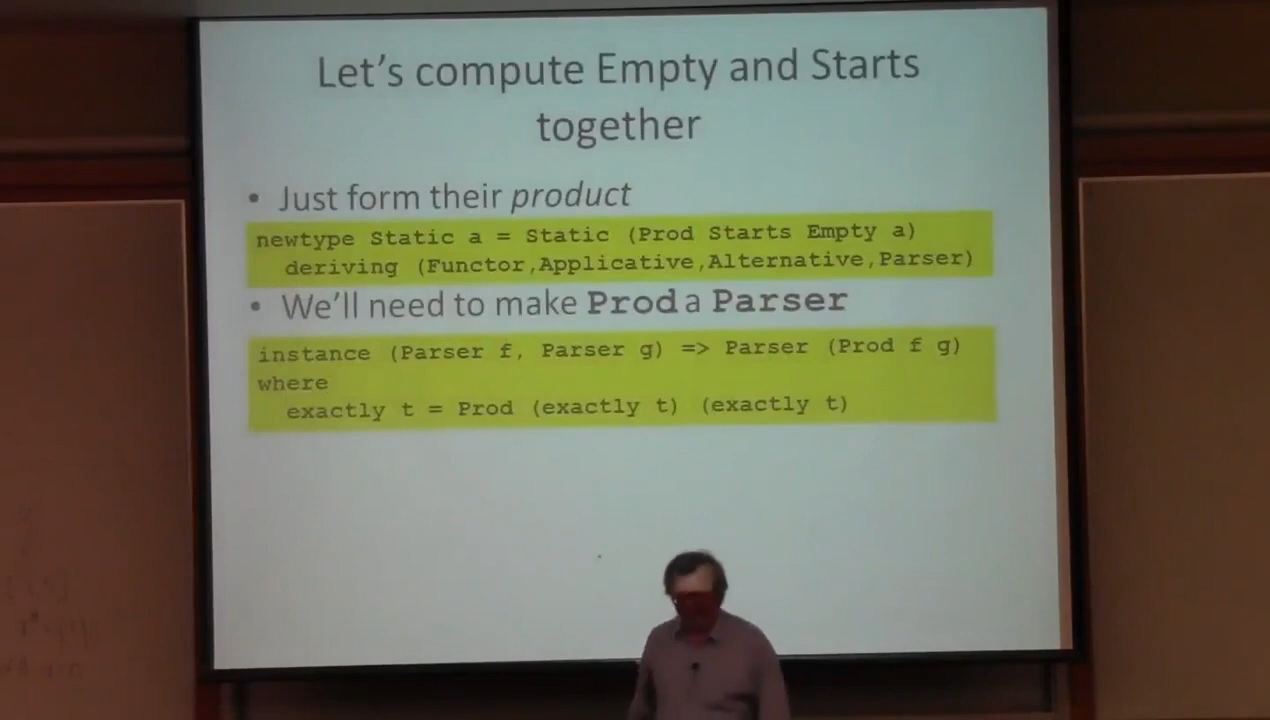 Let's compute Empty and Starts
together
• Just form their product
newtype Static a = Static (Prod Starts Empty a)
deriving (Functor,Applicative,Alternative,Parser)
• We'll need to make Prod a Parser
instance (Parser f, Parser g) => Parser (Prod f g)
where
exactly t = Prod (exactly t) (exactly t)